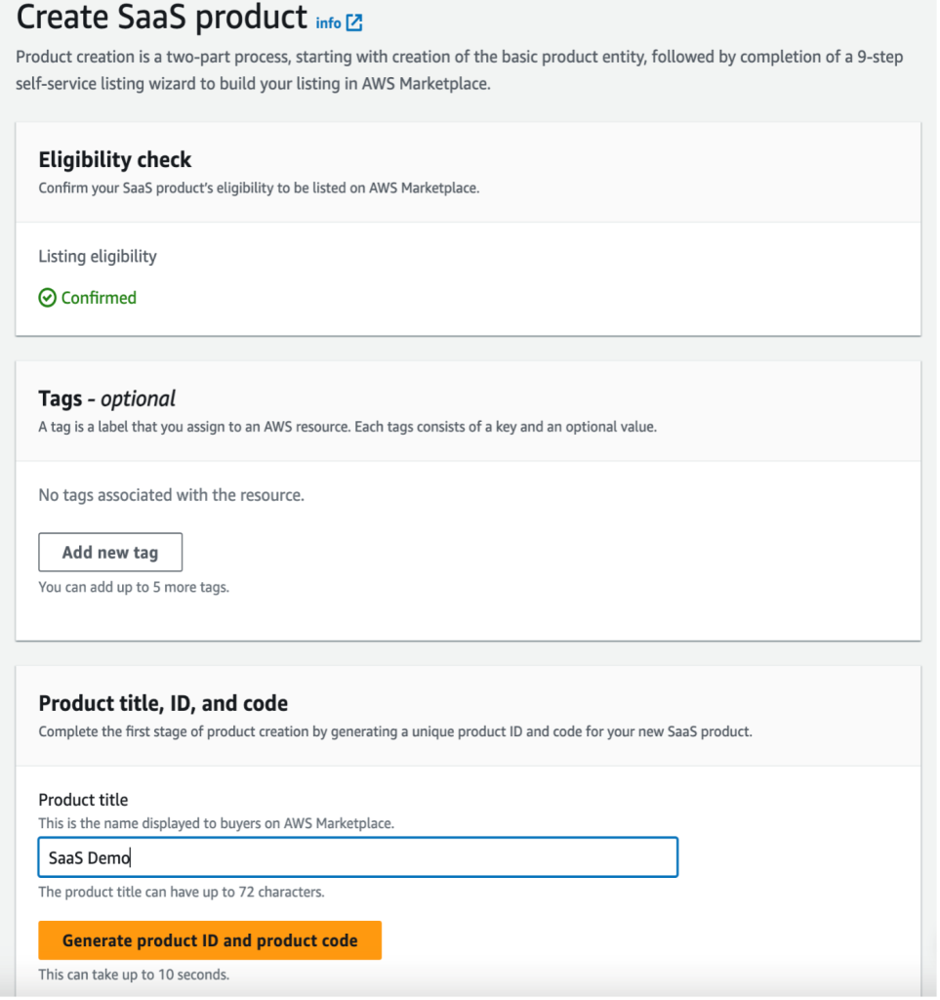 Create SaaS product info
Product creation is a two-part process, starting with creation of the basic product entity, followed by completion of a 9-step
self-service listing wizard to build your listing in AWS Marketplace.
Eligibility check
Confirm your SaaS product's eligibility to be listed on AWS Marketplace.
Listing eligibility
Confirmed
Tags - optional
A tag is a label that you assign to an AWS resource. Each tags consists of a key and an optional value.
No tags associated with the resource.
Add new tag
You can add up to 5 more tags.
Product title, ID, and code
Complete the first stage of product creation by generating a unique product ID and code for your new SaaS product.
Product title
This is the name displayed to buyers on AWS Marketplace.
SaaS Demo
The product title can have up to 72 characters.
Generate product ID and product code
This can take up to 10 seconds.